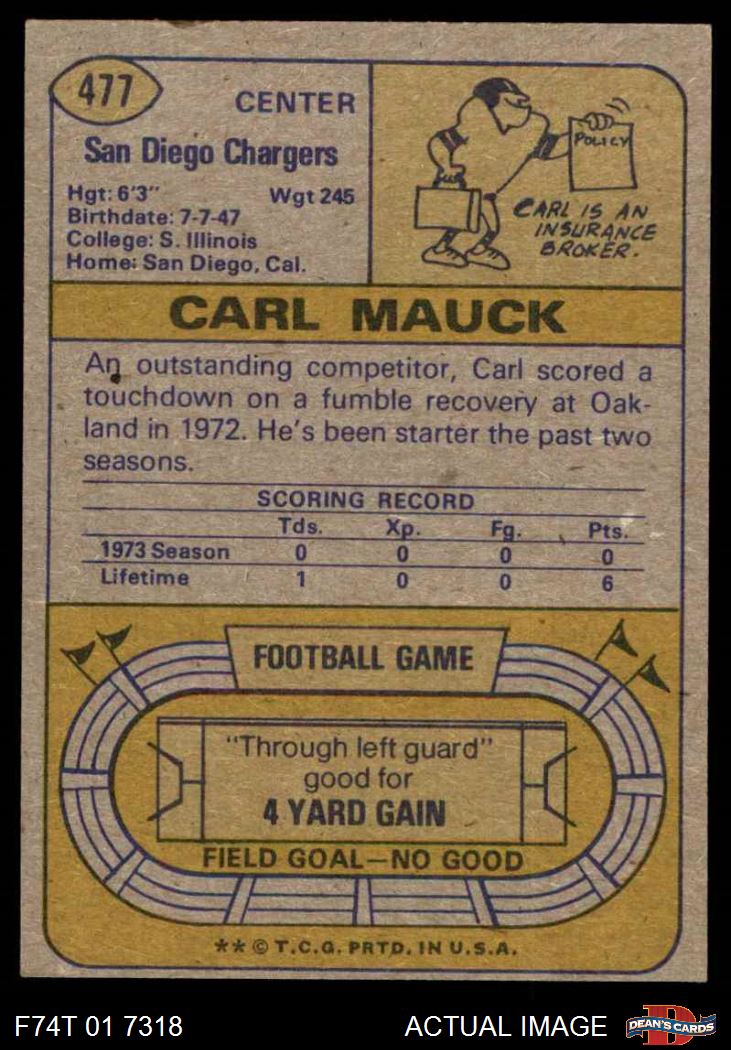 477
CENTER
San Diego Chargers
Hgt: 6'3" Wgt 245
Birthdate: 7-7-47
College: S. Illinois
Home: San Diego, Cal.
POLICY
CARL IS AN
INSURANCE
BROKER.
CARL MAUCK
An outstanding competitor, Carl scored a
touchdown on a fumble recovery at Oak-
land in 1972. He's been starter the past two
seasons.
SCORING RECORD
Tds. Xp. Fg. Pts.
1973 Season 0 0 0 0
Lifetime 1 0 0 6
FOOTBALL GAME
"Through left guard"
good for
4 YARD GAIN
FIELD GOAL—NO GOOD
** © T.C.G. PRTD. IN U.S.A.
F74T 01 7318 ACTUAL IMAGE
D
DEAN'S CARDS